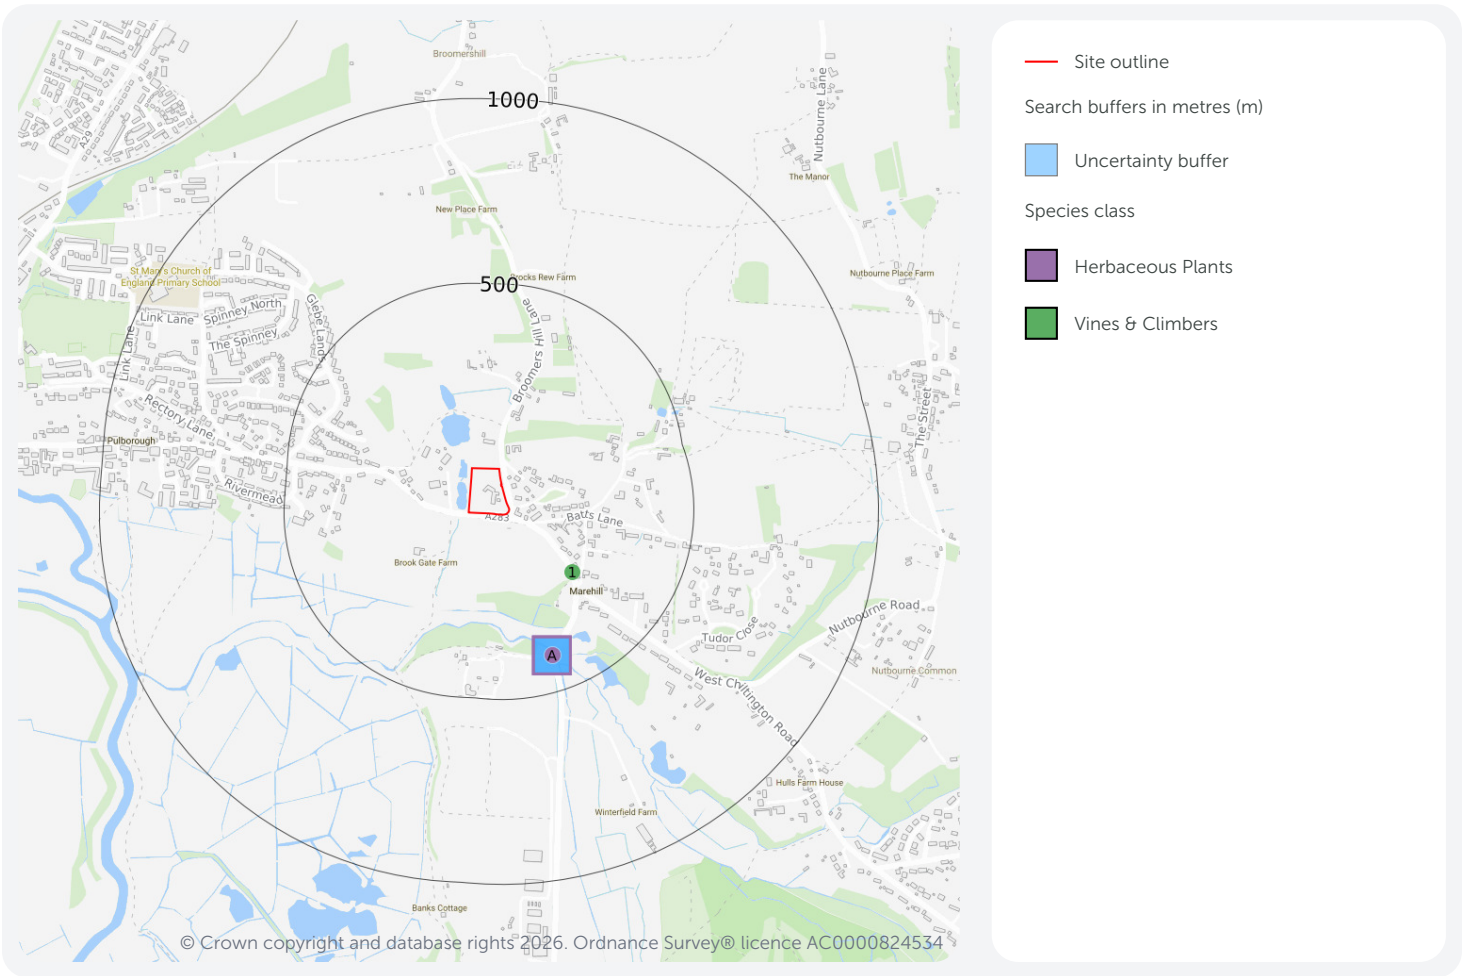 Broomershill
1000
A29
Nutbourne Lane
The Manor
New Place Farm
St Mary's Church of
England Primary School
Brocks Rew Farm
Nutbourne Place Farm
500
Link Lane
Spinney North
Glebe Lands
The Spinney
Link Lane
Broomers Hill Lane
Rectory Lane
The Street
Pulborough
Rivermead
A283
Batts Lane
Brook Gate Farm
1
Marehill
Nutbourne Road
Tudor Close
A
Nutbourne Common
West Chiltington Road
Hulls Farm House
Winterfield Farm
Banks Cottage
© Crown copyright and database rights 2026. Ordnance Survey® licence AC0000824534
Site outline
Search buffers in metres (m)
Uncertainty buffer
Species class
Herbaceous Plants
Vines & Climbers